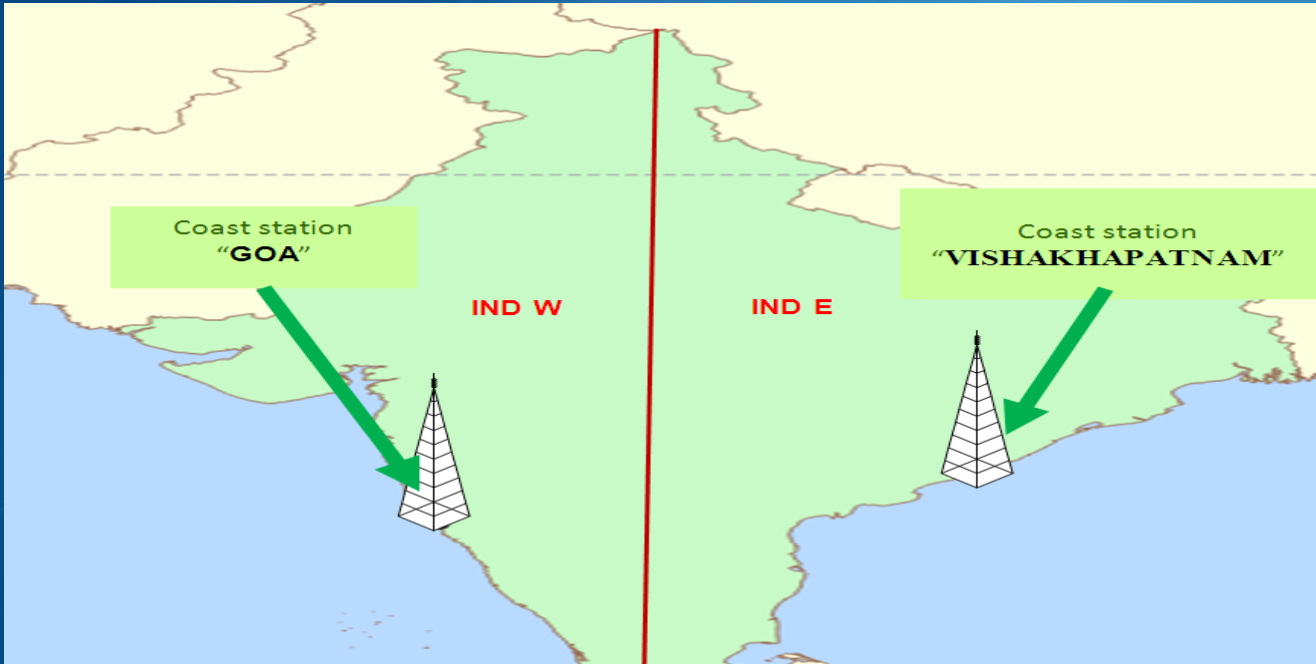 Coast station
“GOA”
Coast station
“VISHAKHAPATNAM”
IND W
IND E